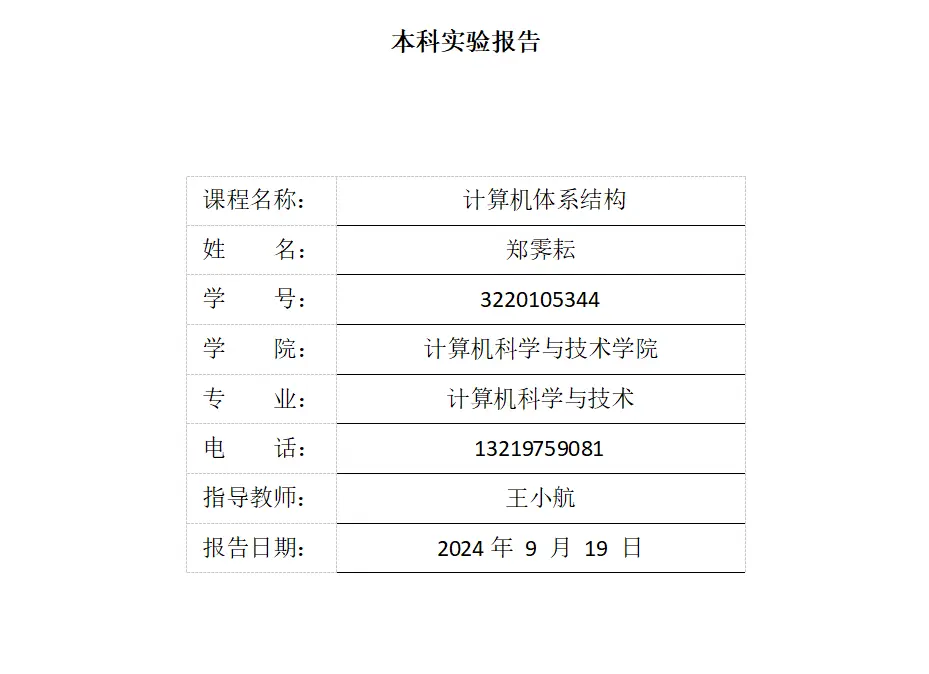 本科实验报告
课程名称： 计算机体系结构
姓 名： 郑霁耘
学 号： 3220105344
学 院： 计算机科学与技术学院
专 业： 计算机科学与技术
电 话： 13219759081
指导教师： 王小航
报告日期： 2024 年 9 月 19 日